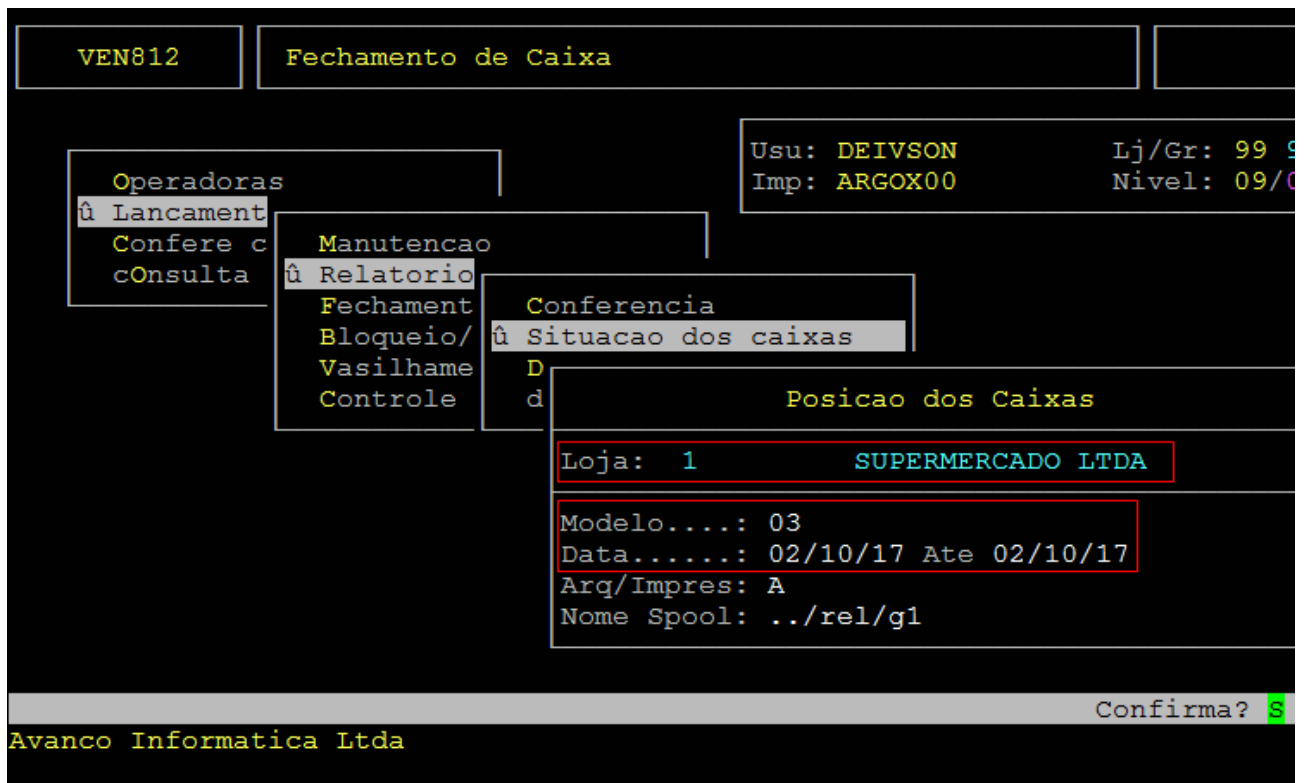 VEN812 Fechamento de Caixa
Usu: DEIVSON Lj/Gr: 99 9
Imp: ARGOX00 Nivel: 09/0
Operadoras
û Lancament
Confere c
cOnsulta
Manutencao
û Relatorio
Fechament
Bloqueio/
Vasilhame
Controle
Conferencia
û Situacao dos caixas
D
d
Posicao dos Caixas
Loja: 1 SUPERMERCADO LTDA
Modelo....: 03
Data......: 02/10/17 Ate 02/10/17
Arq/Impres: A
Nome Spool: ../rel/g1
Confirma? S
Avanco Informatica Ltda